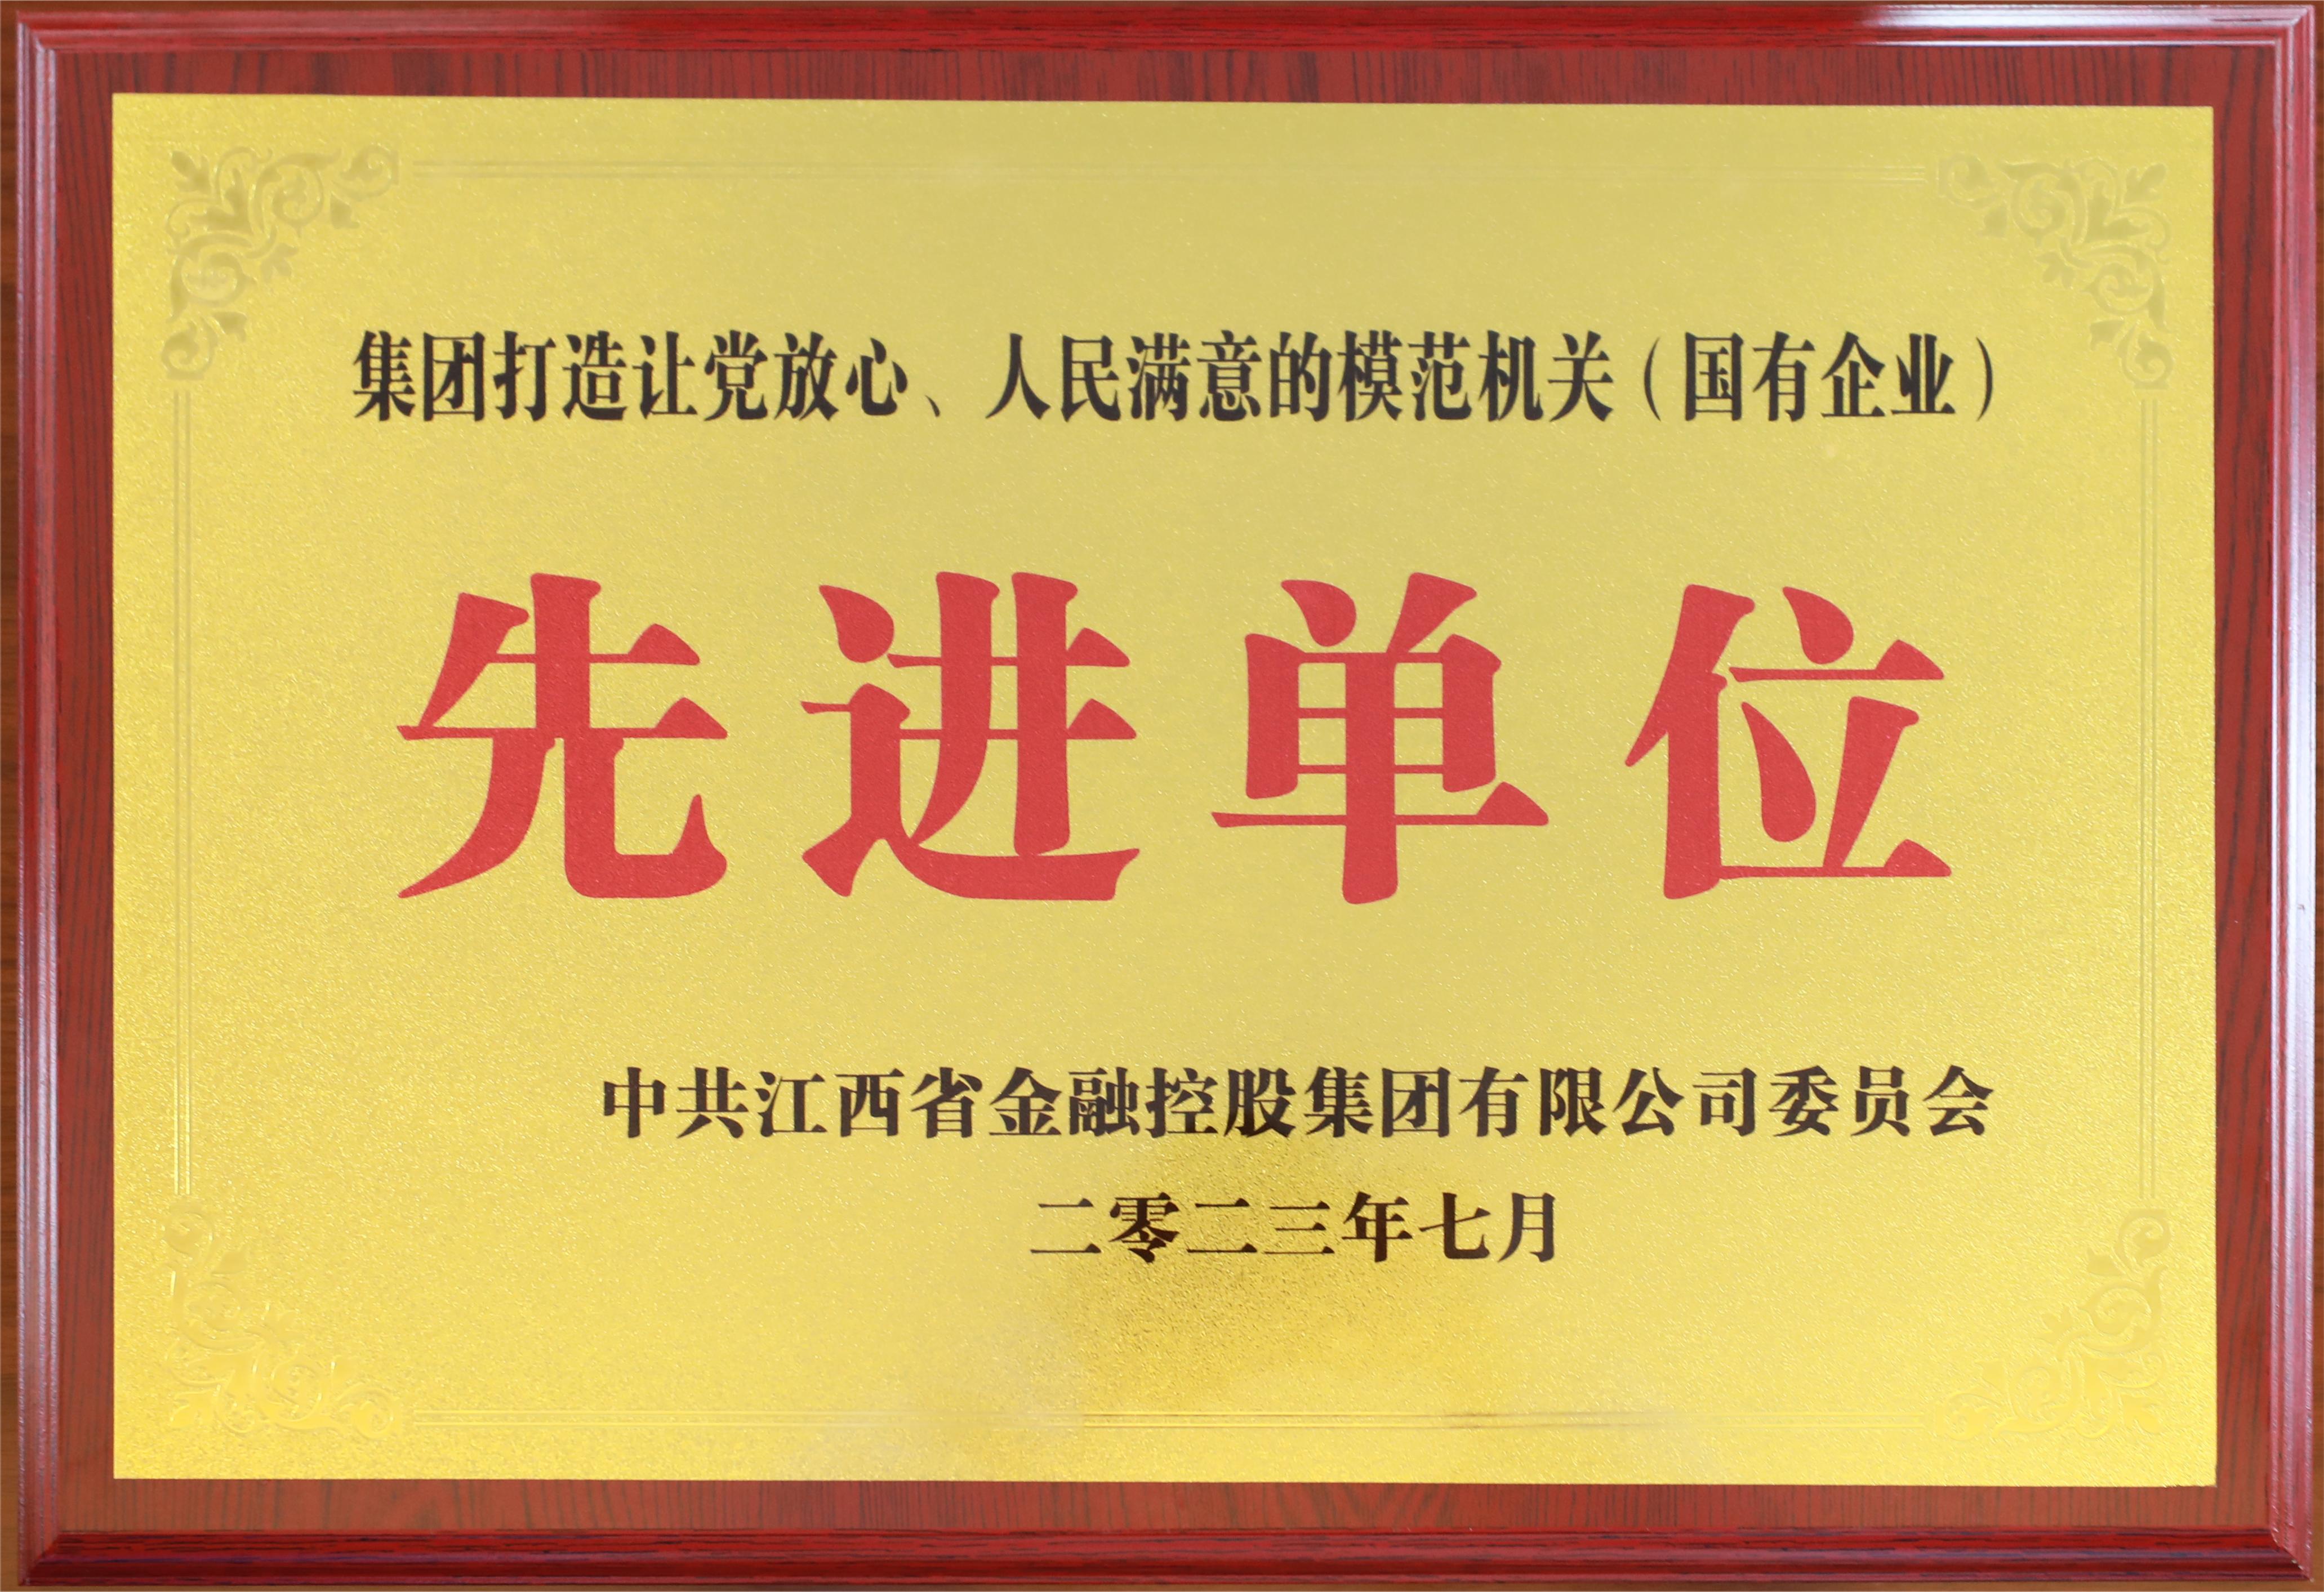 集团打造让党放心、人民满意的模范机关（国有企业）
先进单位
中共江西省金融控股集团有限公司委员会
二零二三年七月